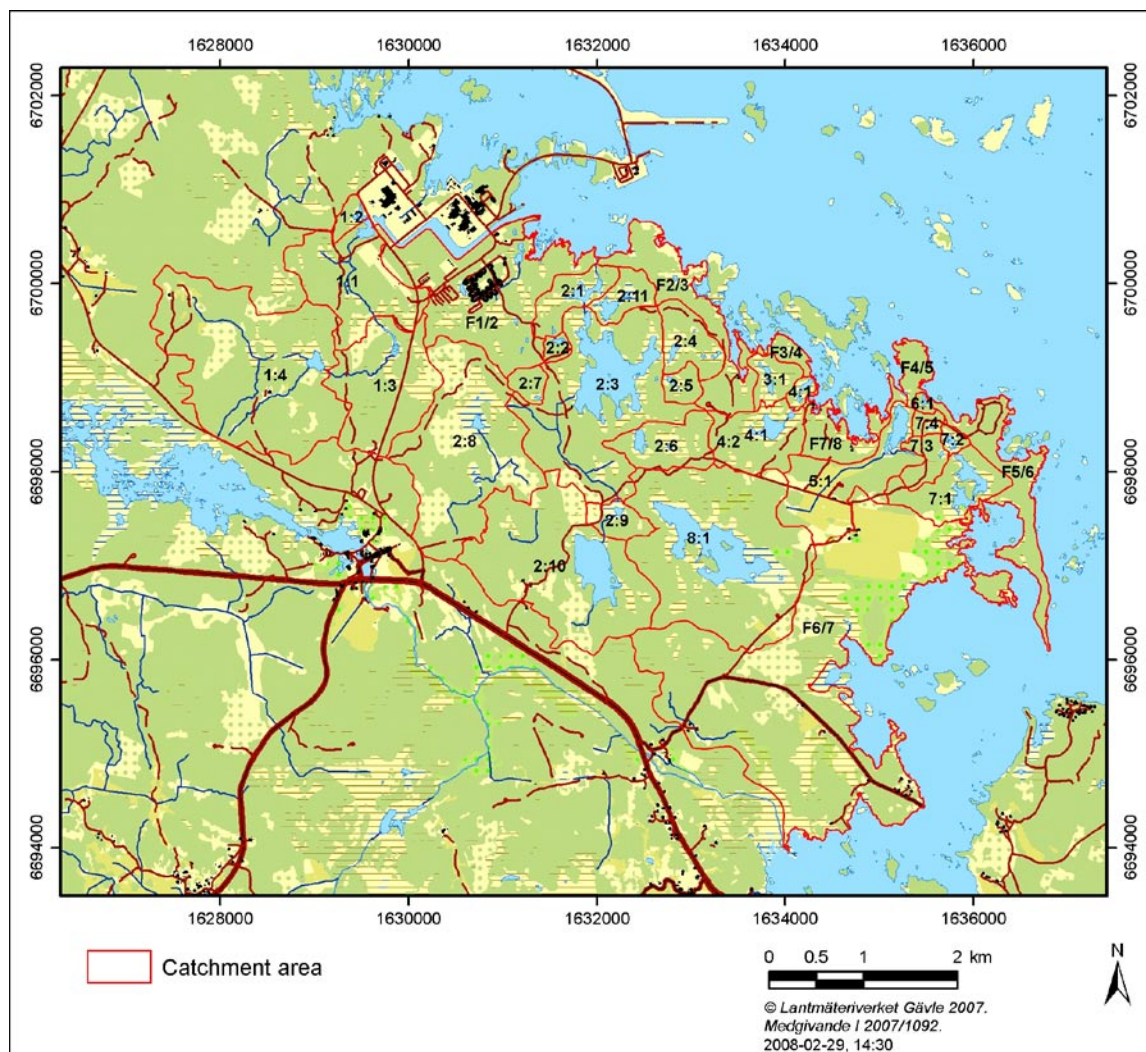 1628000 1630000 1632000 1634000 1636000
6702000 6702000
1:2
6700000 1:1 2:1 2:11 F2/3 6700000
F1/2
2:2 2:4 F3/4
1:4 1:3 2:7 2:3 2:5 3:1 4:1 F4/5
6:1
2:8 2:6 4:2 4:1 F7/8 7:4
7:3 7:2
6698000 5:1 F5/6 6698000
2:9 7:1
8:1
2:10
F6/7
6696000 6696000
6694000 6694000
1628000 1630000 1632000 1634000 1636000
Catchment area
0 0.5 1 2 km
N
© Lantmäteriverket Gävle 2007.
Medgivande I 2007/1092.
2008-02-29, 14:30